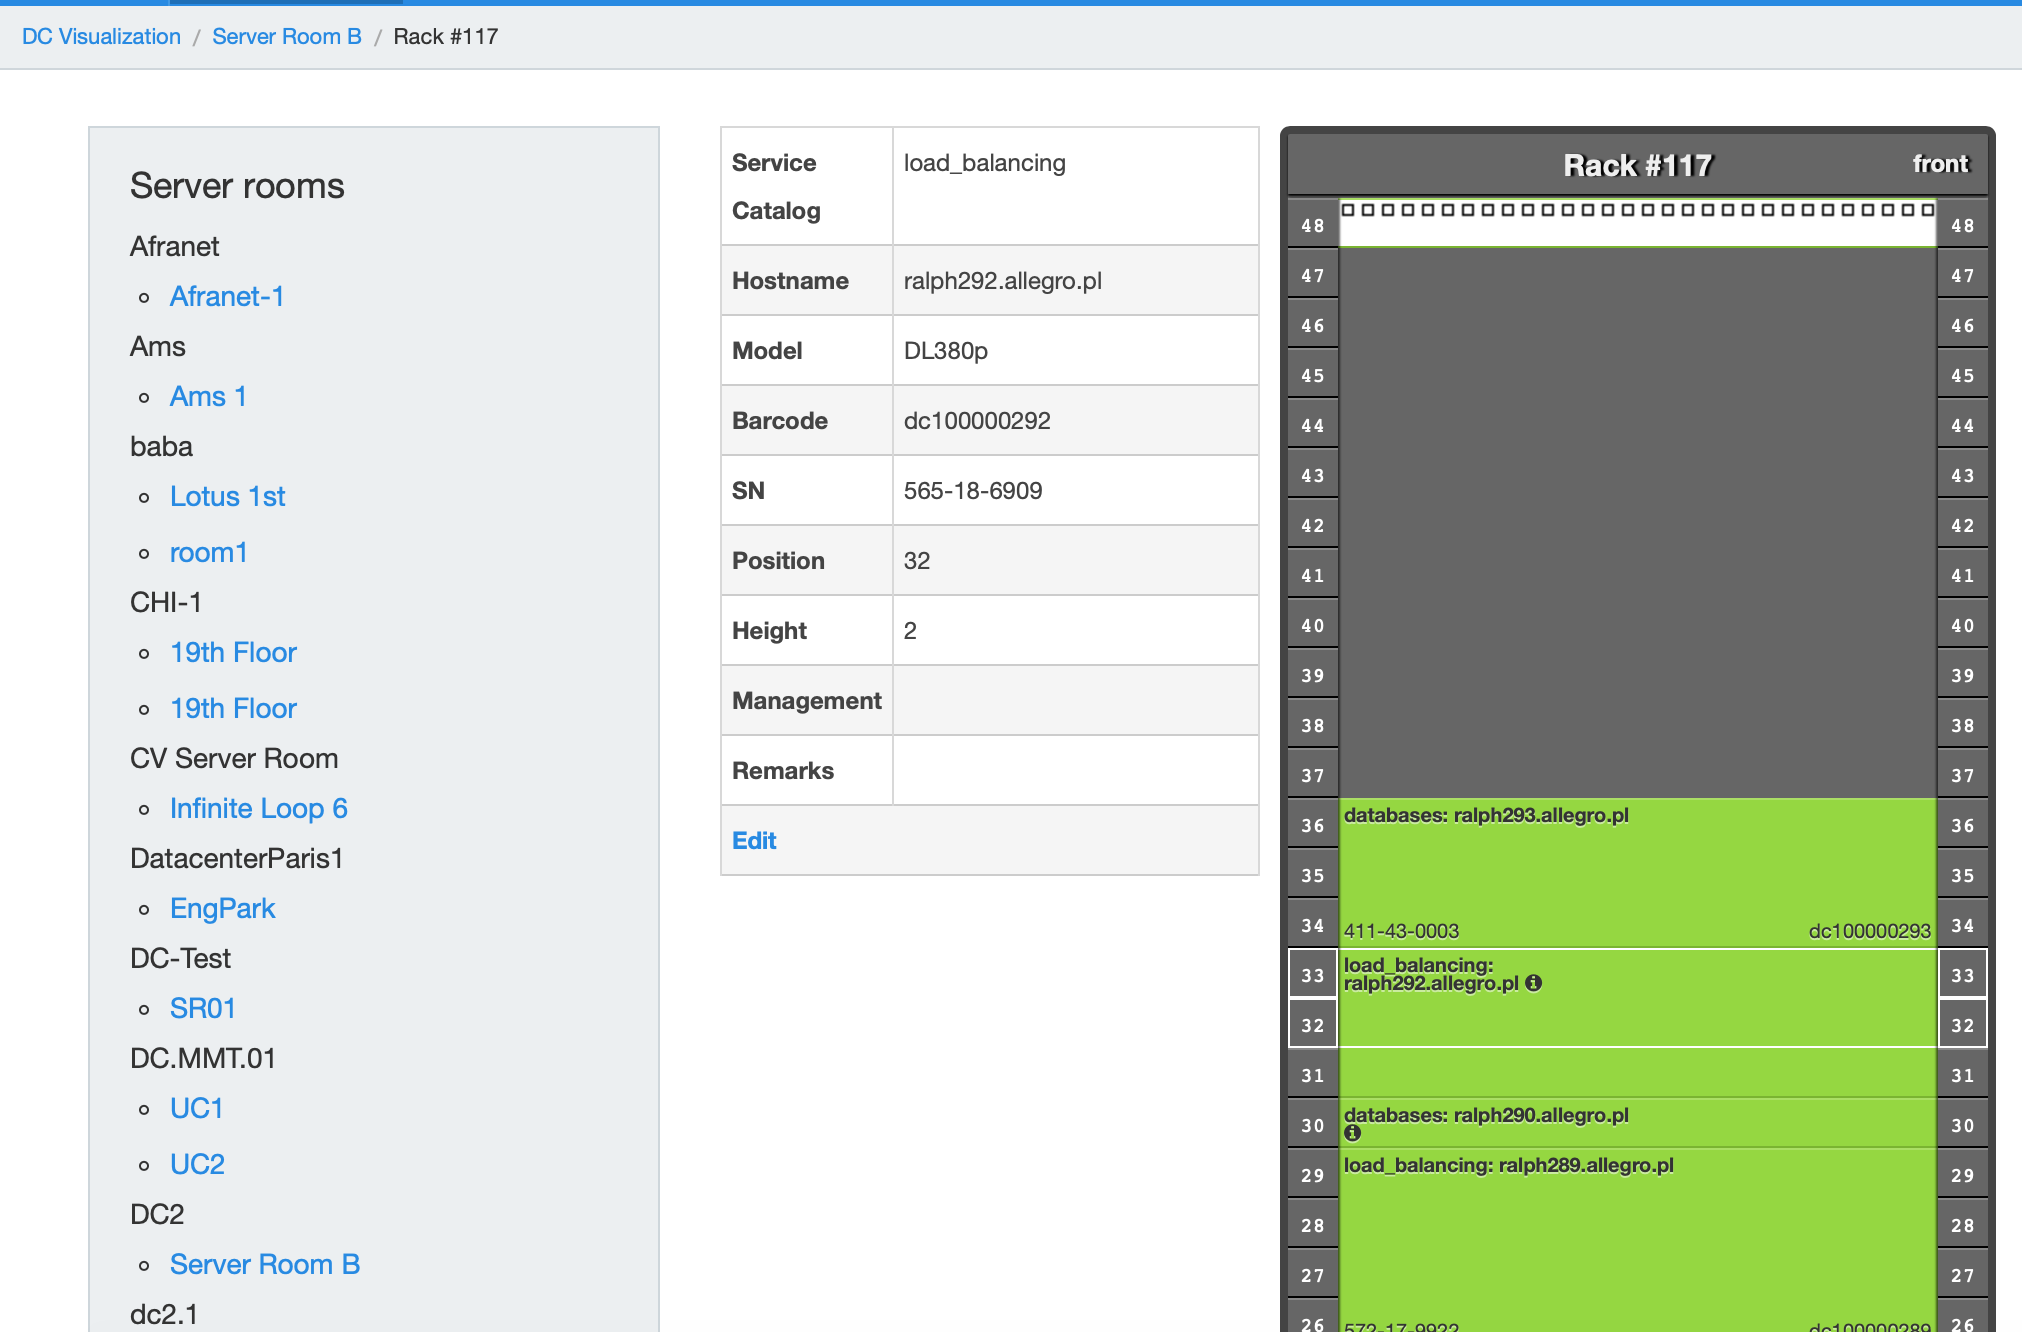 DC Visualization / Server Room B / Rack #117
Server rooms
Afranet
Afranet-1
Ams
Ams 1
baba
Lotus 1st
room1
CHI-1
19th Floor
19th Floor
CV Server Room
Infinite Loop 6
DatacenterParis1
EngPark
DC-Test
SR01
DC.MMT.01
UC1
UC2
DC2
Server Room B
dc2.1
Service Catalog load_balancing
Hostname ralph292.allegro.pl
Model DL380p
Barcode dc100000292
SN 565-18-6909
Position 32
Height 2
Management
Remarks
Edit
Rack #117 front
48 48
47 47
46 46
45 45
44 44
43 43
42 42
41 41
40 40
39 39
38 38
37 37
36 databases: ralph293.allegro.pl 36
35 35
34 411-43-0003 dc100000293 34
33 load_balancing: 33
ralph292.allegro.pl
32 32
31 31
30 databases: ralph290.allegro.pl 30
29 load_balancing: ralph289.allegro.pl 29
28 28
27 27
26 572-17-9922 dc100000289 26